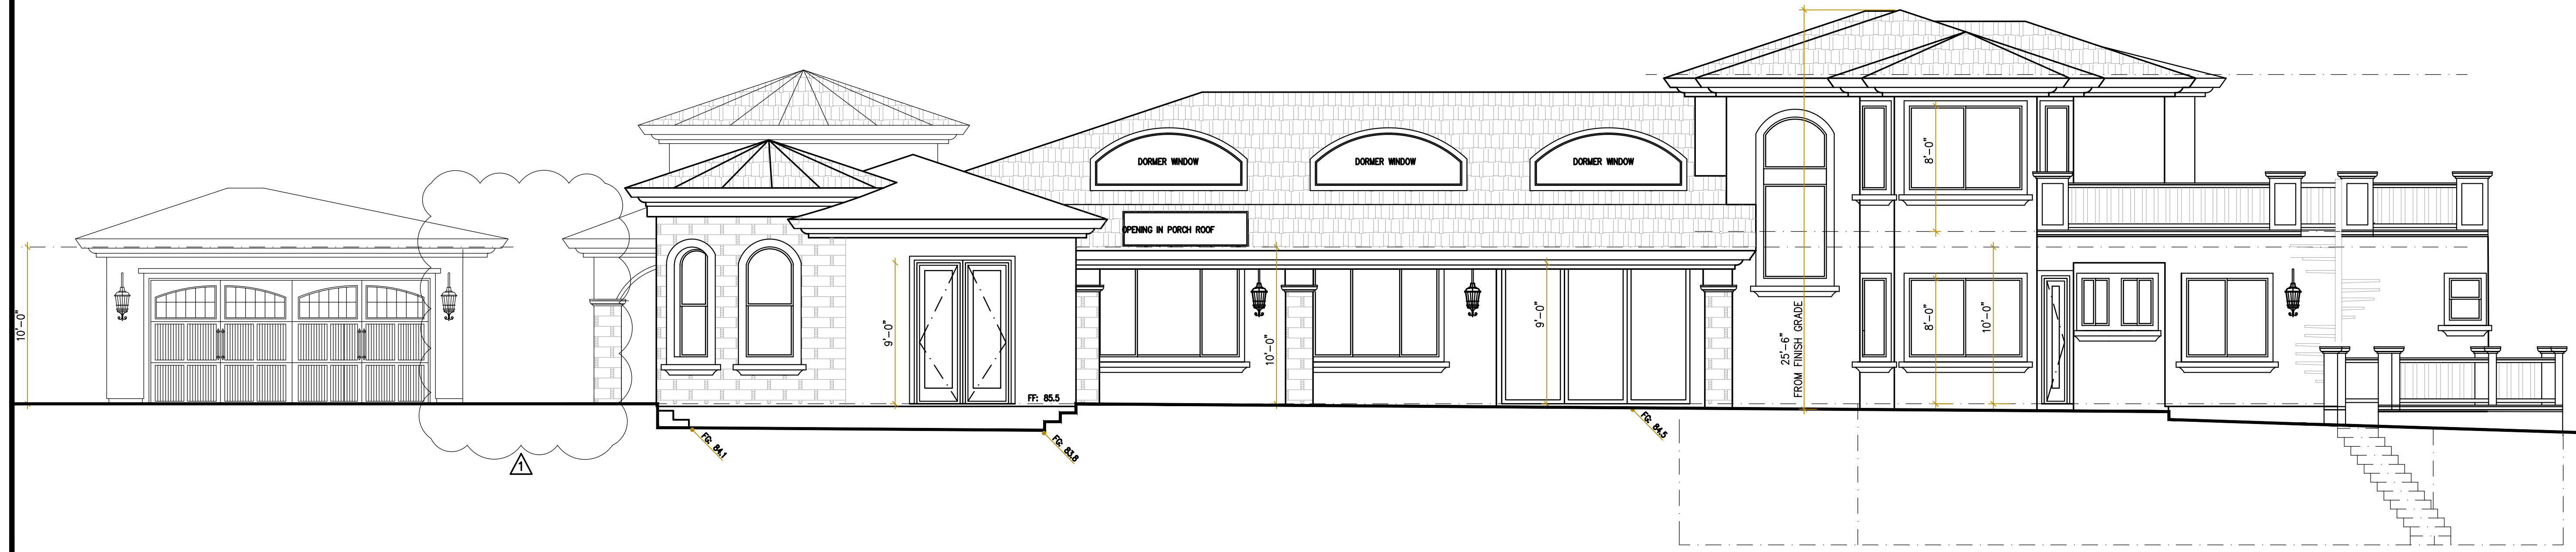 DORMER WINDOW
DORMER WINDOW
DORMER WINDOW
OPENING IN PORCH ROOF
8'-0"
10'-0"
9'-0"
10'-0"
9'-0"
25'-6"
FROM FINISH GRADE
8'-0"
10'-0"
FF: 85.5
FG: 84.1
FG: 83.8
FG: 84.5
1